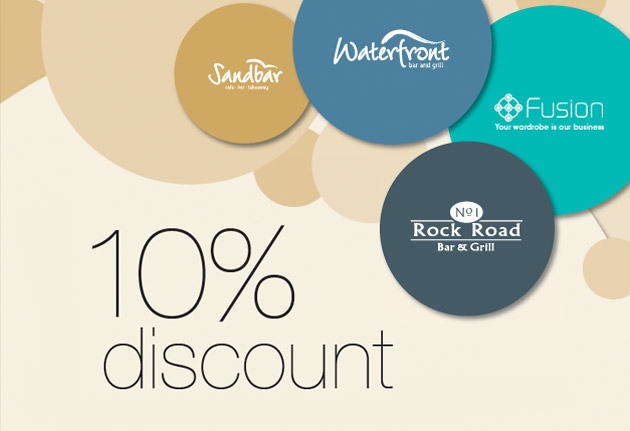 Sandbar
cafe · bar · takeaway
Waterfront
bar and grill
Fusion
Your wardrobe is our business
No1
Rock Road
Bar & Grill
10%
discount